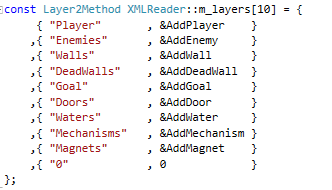 const Layer2Method XMLReader::m_layers[10] = {
{ "Player" , &AddPlayer }
,{ "Enemies" , &AddEnemy }
,{ "Walls" , &AddWall }
,{ "DeadWalls" , &AddDeadWall }
,{ "Goal" , &AddGoal }
,{ "Doors" , &AddDoor }
,{ "Waters" , &AddWater }
,{ "Mechanisms" , &AddMechanism }
,{ "Magnets" , &AddMagnet }
,{ "0" , 0 }
};